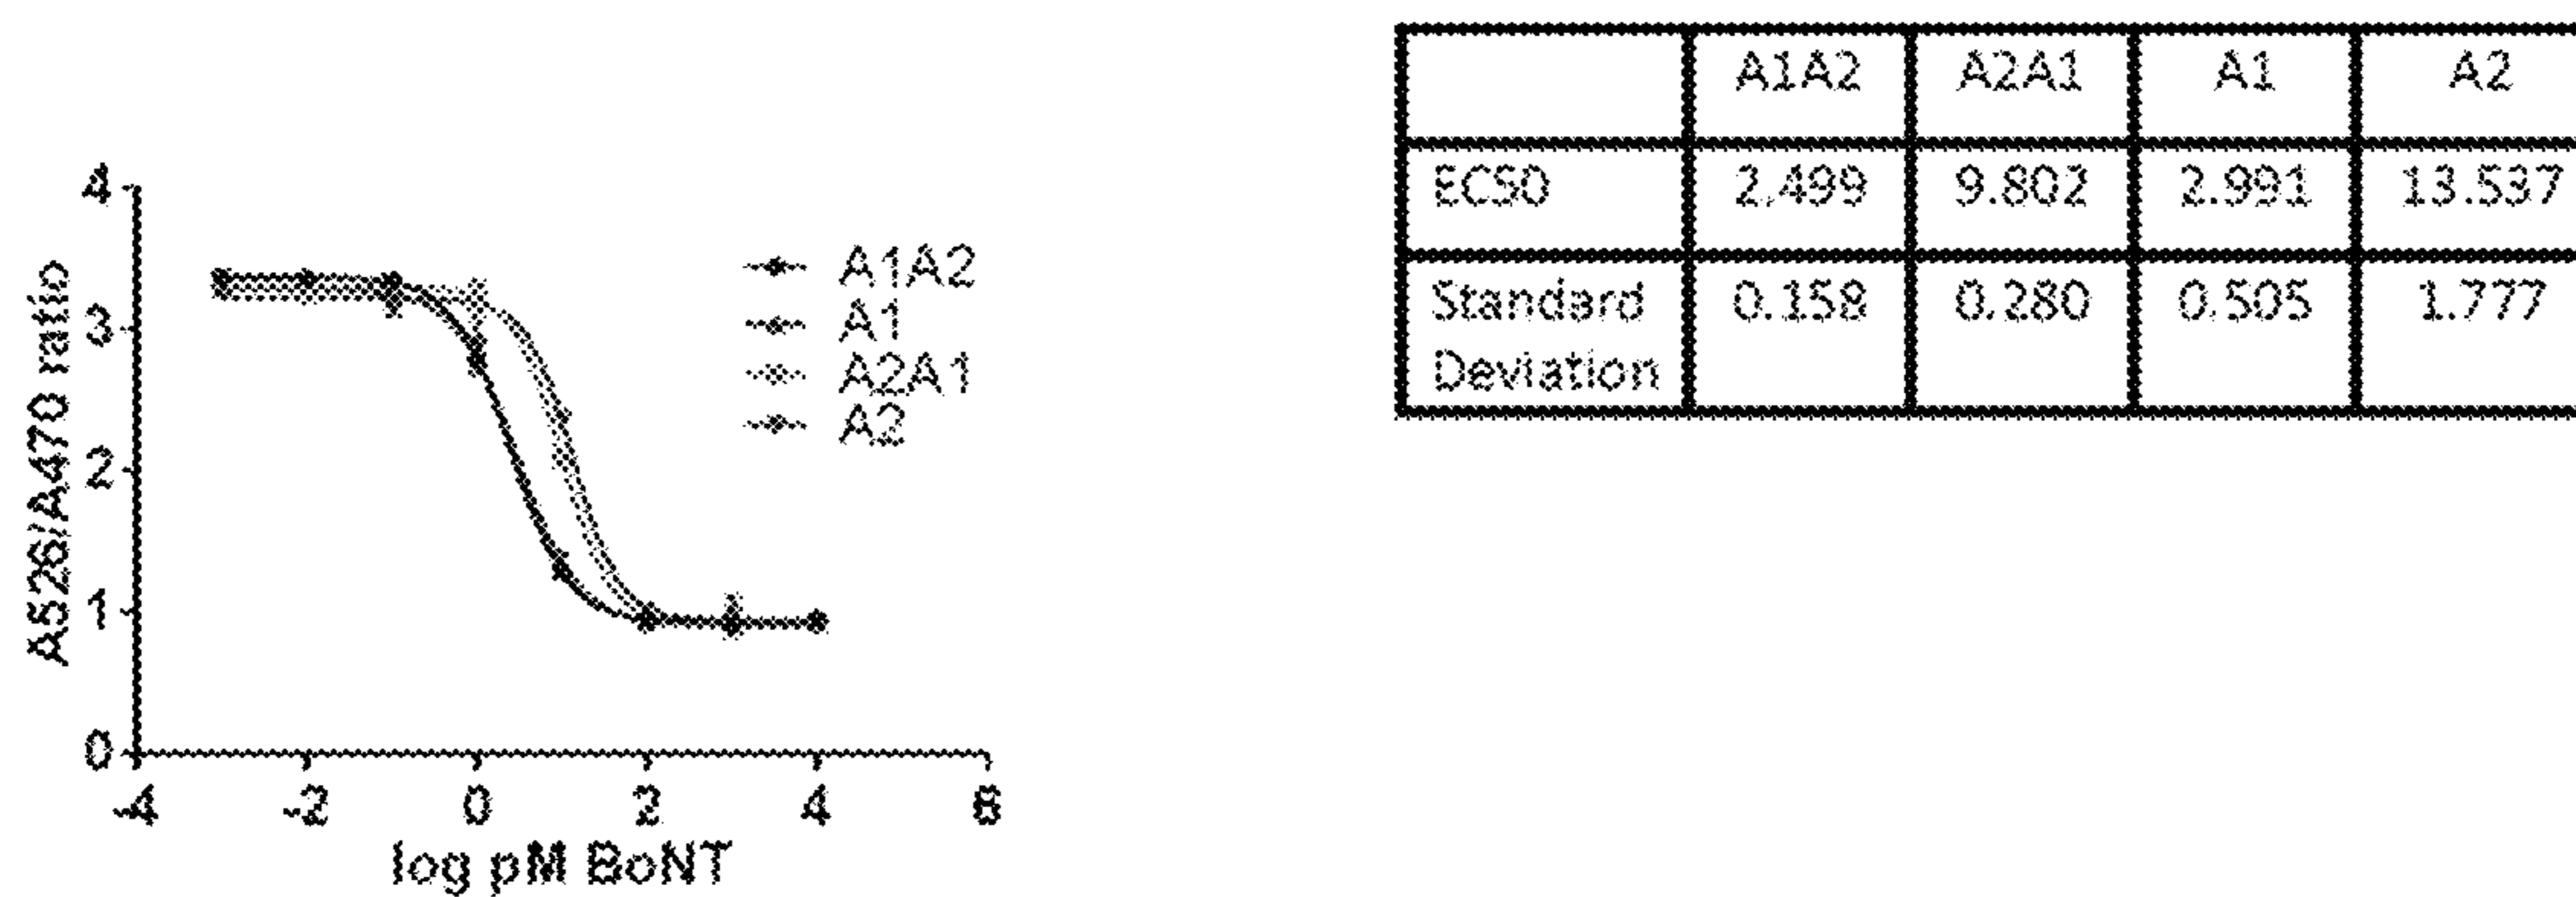 A1A2 A2A1 A1 A2
EC50 2.499 9.802 2.991 13.537
Standard 0.158 0.280 0.505 1.777
Deviation
4
3
2
1
0
A526/A470 ratio
A1A2
A1
A2A1
A2
-4 -2 0 2 4 6
log pM BoNT